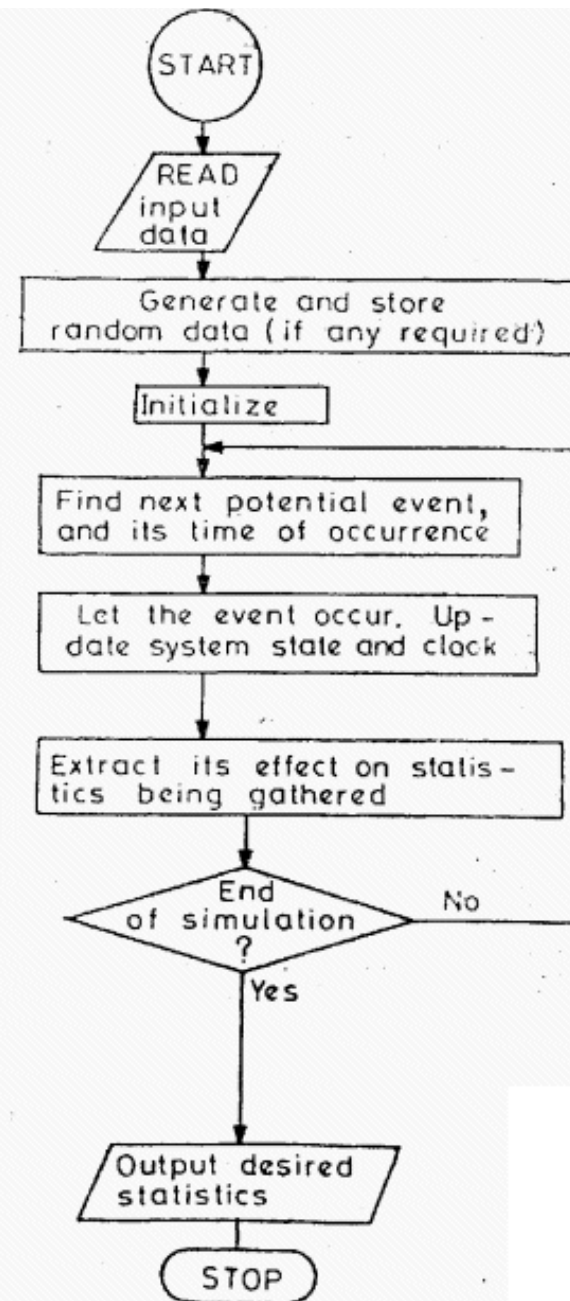 START
READ
input
data
Generate and store
random data (if any required)
Initialize
Find next potential event,
and its time of occurrence
Let the event occur. Up-
date system state and clock
Extract its effect on statis-
tics being gathered
End
of simulation
?
No
Yes
Output desired
statistics
STOP